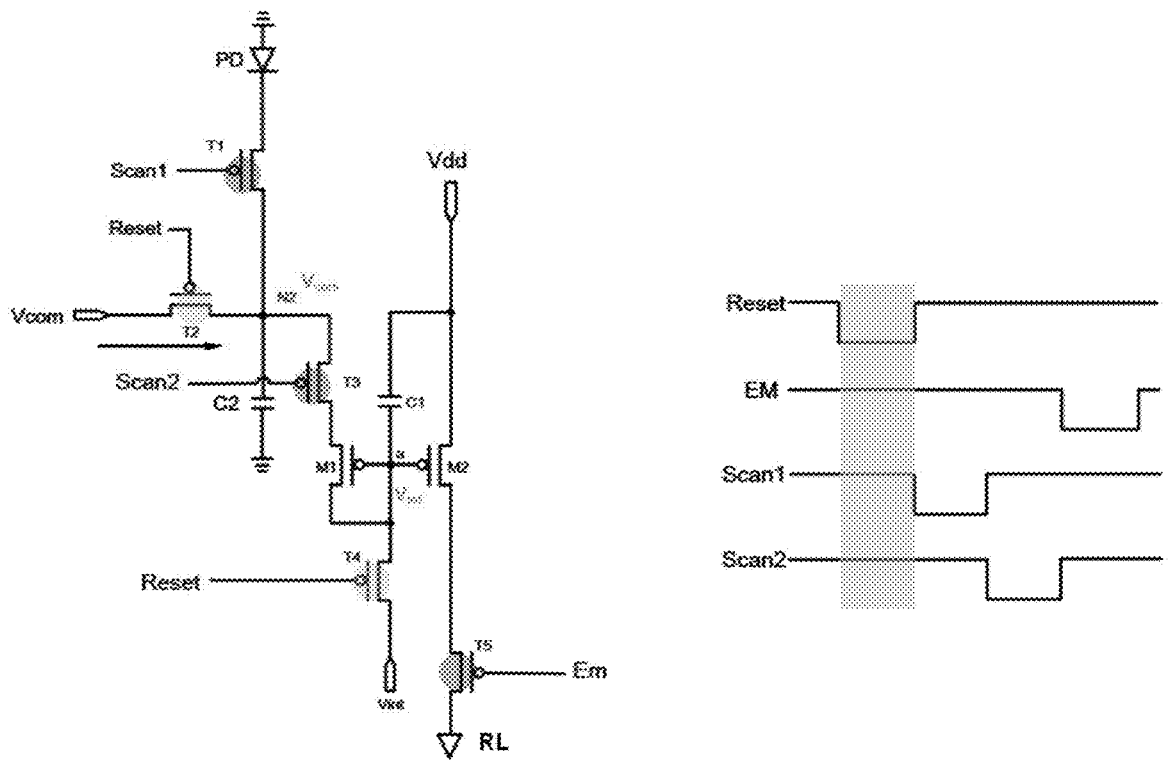 PD
T1
Scan1
Vdd
Reset
N2
Vcom
T2
Scan2
T3
C2
C1
M1
a
M2
T4
Reset
T5
Em
Vint
RL
Reset
EM
Scan1
Scan2